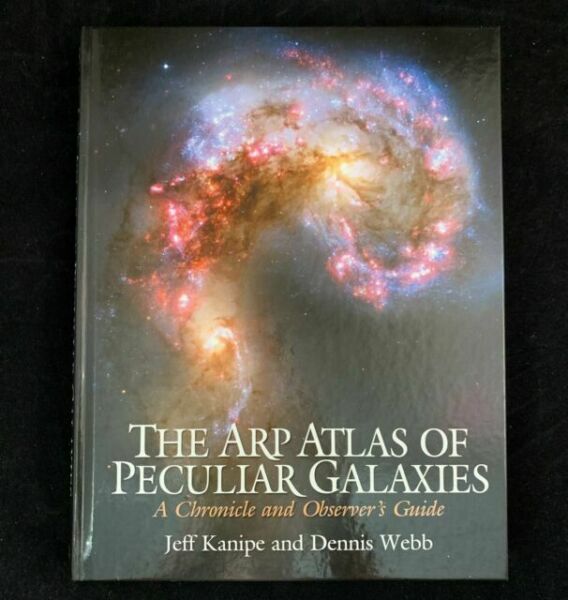 THE ARP ATLAS OF
PECULIAR GALAXIES
A Chronicle and Observer's Guide
Jeff Kanipe and Dennis Webb